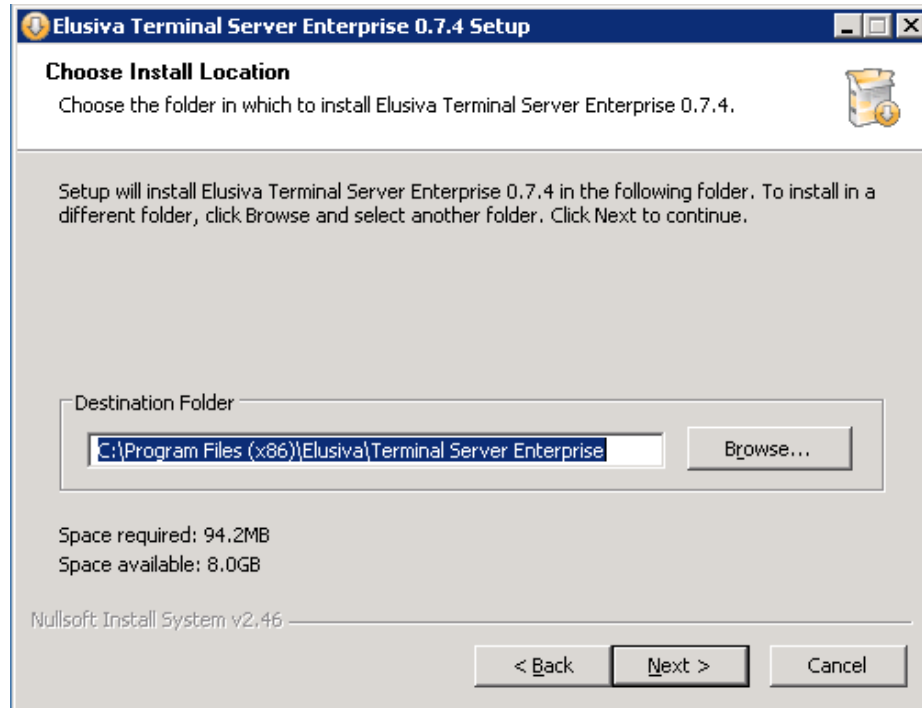 Elusiva Terminal Server Enterprise 0.7.4 Setup
Choose Install Location
Choose the folder in which to install Elusiva Terminal Server Enterprise 0.7.4.
Setup will install Elusiva Terminal Server Enterprise 0.7.4 in the following folder. To install in a
different folder, click Browse and select another folder. Click Next to continue.
Destination Folder
C:\Program Files (x86)\Elusiva\Terminal Server Enterprise
Browse...
Space required: 94.2MB
Space available: 8.0GB
Nullsoft Install System v2.46
< Back
Next >
Cancel